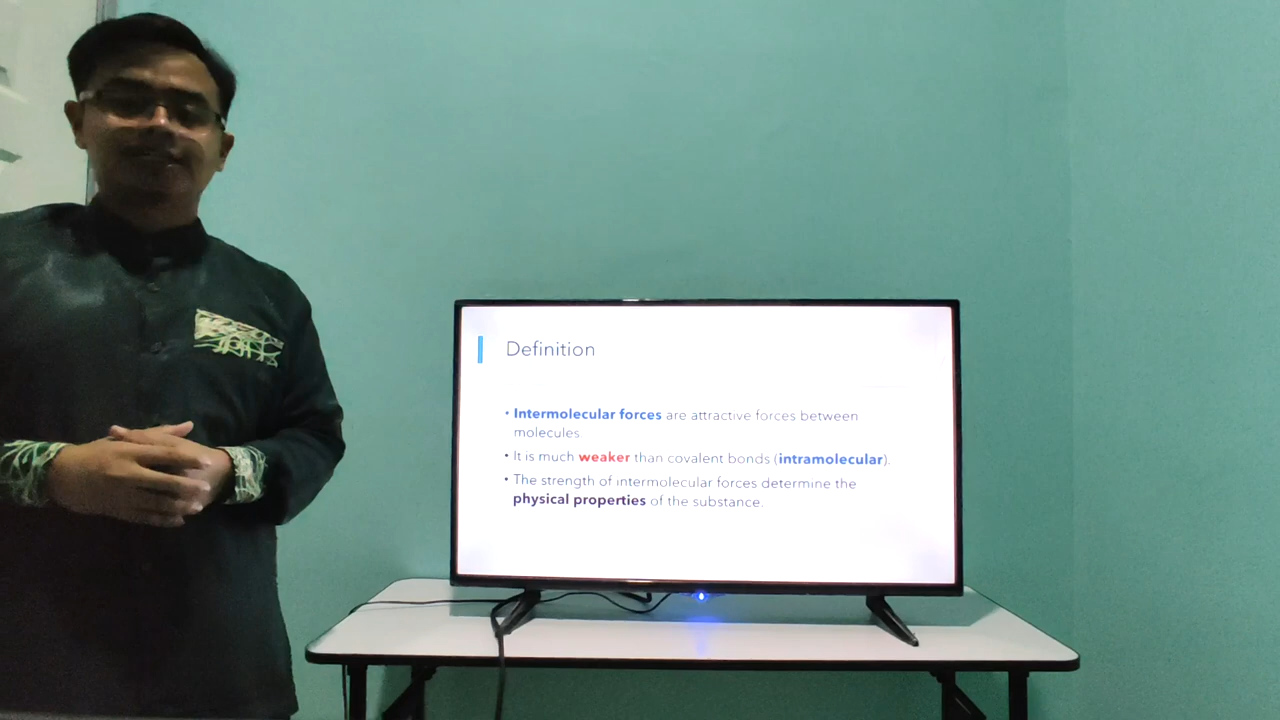 Definition
• Intermolecular forces are attractive forces between
molecules.
• It is much weaker than covalent bonds (intramolecular).
• The strength of intermolecular forces determine the
physical properties of the substance.